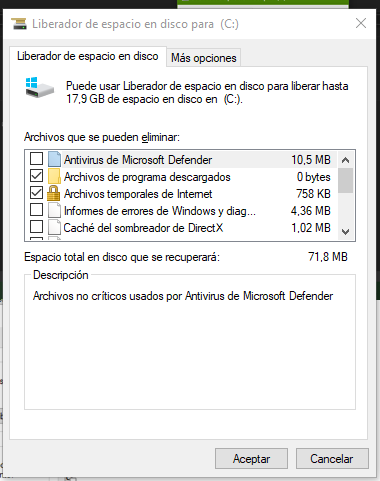 Liberador de espacio en disco para  (C:)
Liberador de espacio en disco
Más opciones
Puede usar Liberador de espacio en disco para liberar hasta
17,9 GB de espacio en disco en  (C:).
Archivos que se pueden eliminar:
Antivirus de Microsoft Defender 10,5 MB
Archivos de programa descargados 0 bytes
Archivos temporales de Internet 758 KB
Informes de errores de Windows y diag... 4,36 MB
Caché del sombreador de DirectX 1,02 MB
Espacio total en disco que se recuperará: 71,8 MB
Descripción
Archivos no críticos usados por Antivirus de Microsoft Defender
Aceptar
Cancelar